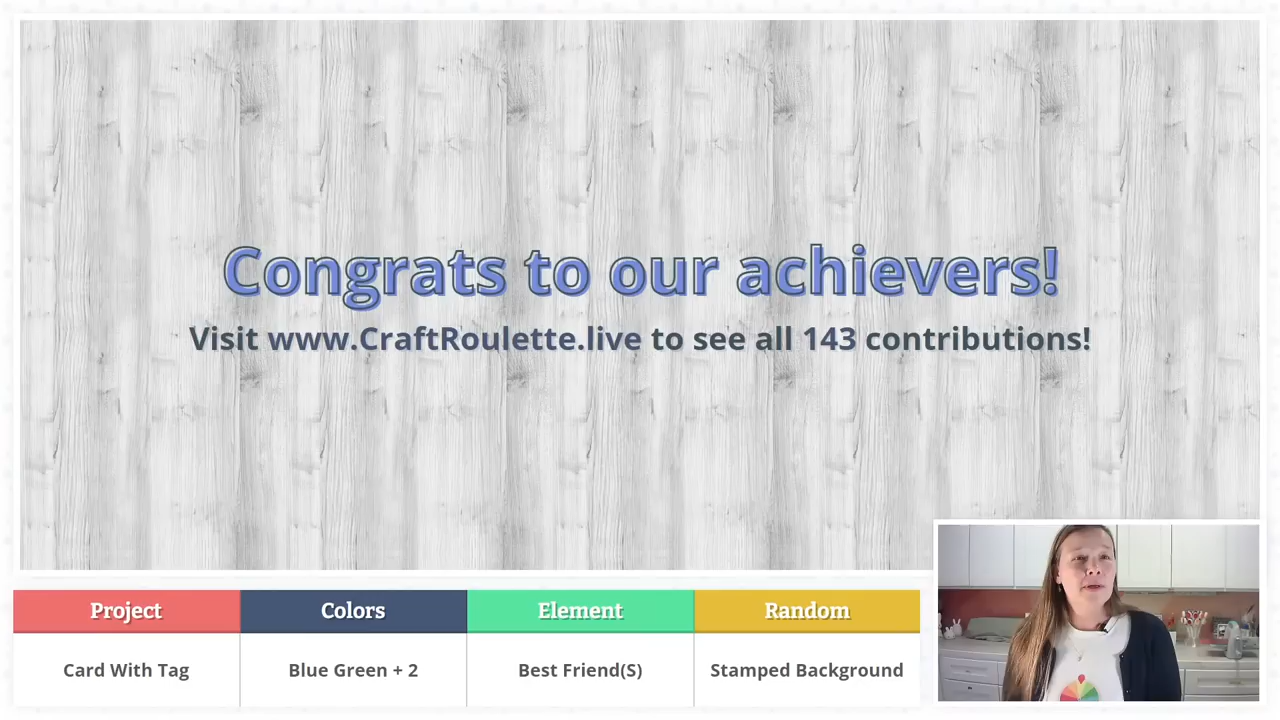 Congrats to our achievers!
Visit www.CraftRoulette.live to see all 143 contributions!
Project
Colors
Element
Random
Card With Tag
Blue Green + 2
Best Friend(S)
Stamped Background